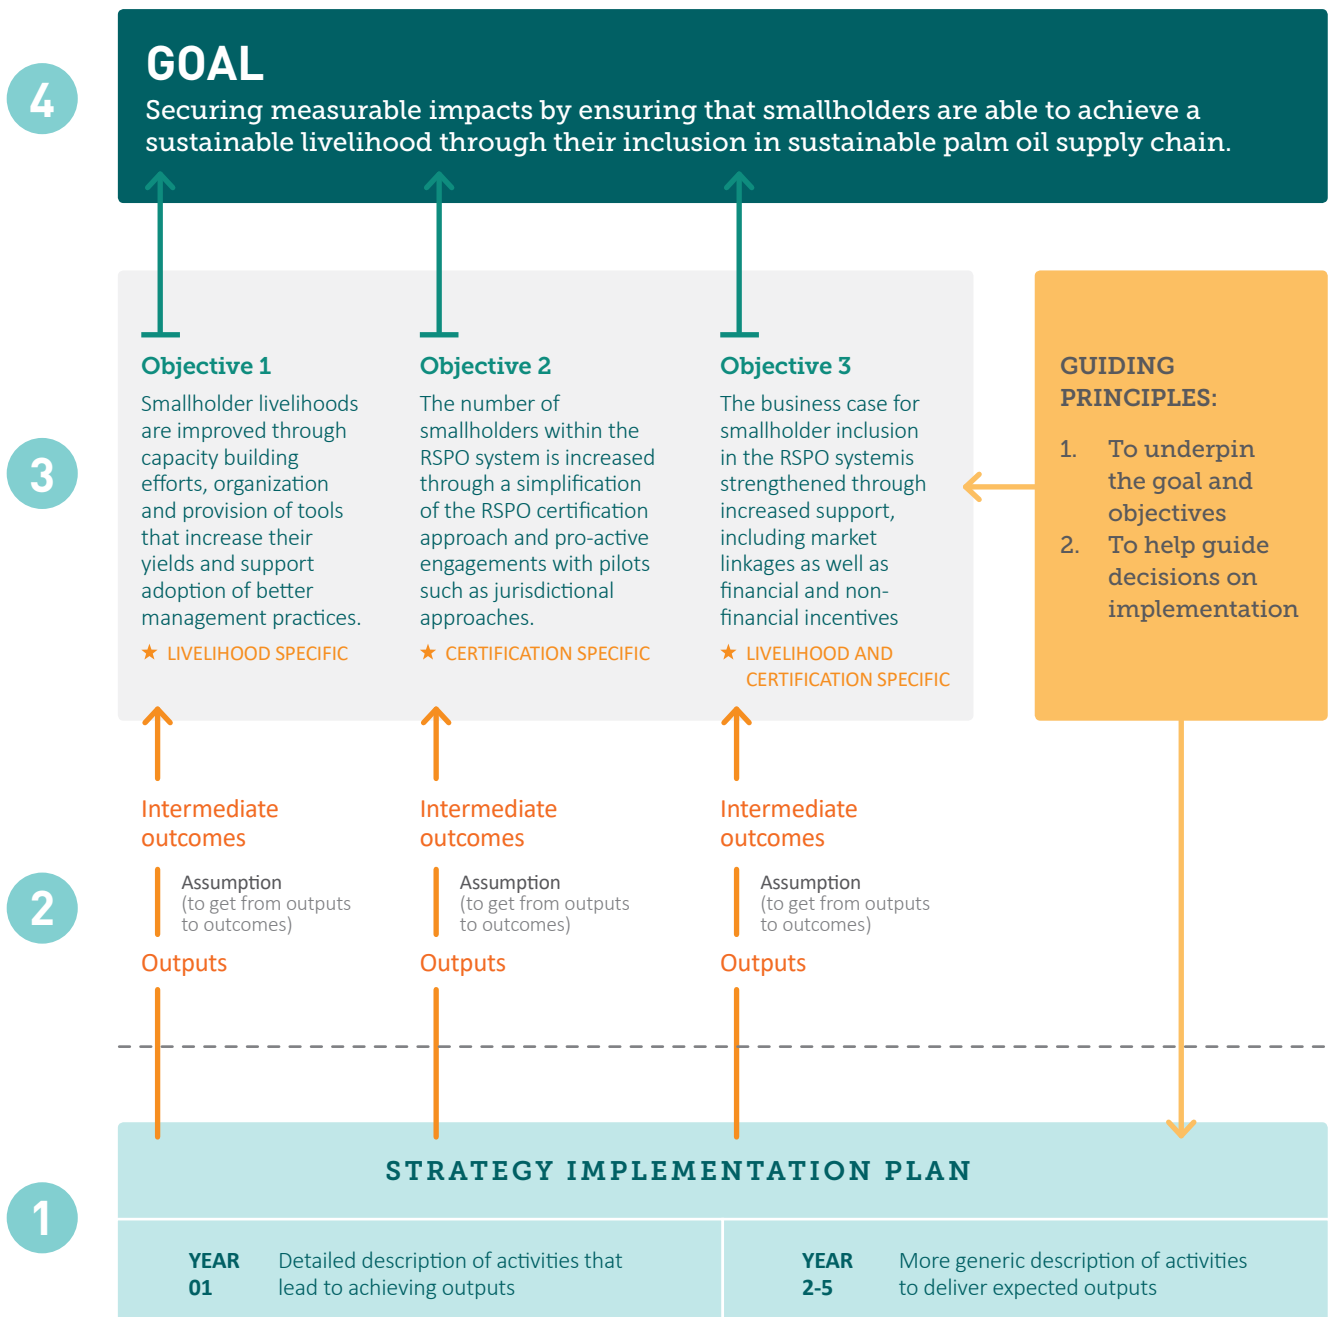 4
GOAL
Securing measurable impacts by ensuring that smallholders are able to achieve a
sustainable livelihood through their inclusion in sustainable palm oil supply chain.
3
Objective 1
Smallholder livelihoods
are improved through
capacity building
efforts, organization
and provision of tools
that increase their
yields and support
adoption of better
management practices.
★ LIVELIHOOD SPECIFIC
Objective 2
The number of
smallholders within the
RSPO system is increased
through a simplification
of the RSPO certification
approach and pro-active
engagements with pilots
such as jurisdictional
approaches.
★ CERTIFICATION SPECIFIC
Objective 3
The business case for
smallholder inclusion
in the RSPO systemis
strengthened through
increased support,
including market
linkages as well as
financial and non-
financial incentives
★ LIVELIHOOD AND
CERTIFICATION SPECIFIC
GUIDING
PRINCIPLES:
1. To underpin
the goal and
objectives
2. To help guide
decisions on
implementation
2
Intermediate
outcomes
Assumption
(to get from outputs
to outcomes)
Outputs
Intermediate
outcomes
Assumption
(to get from outputs
to outcomes)
Outputs
Intermediate
outcomes
Assumption
(to get from outputs
to outcomes)
Outputs
1
STRATEGY IMPLEMENTATION PLAN
YEAR
01
Detailed description of activities that
lead to achieving outputs
YEAR
2-5
More generic description of activities
to deliver expected outputs